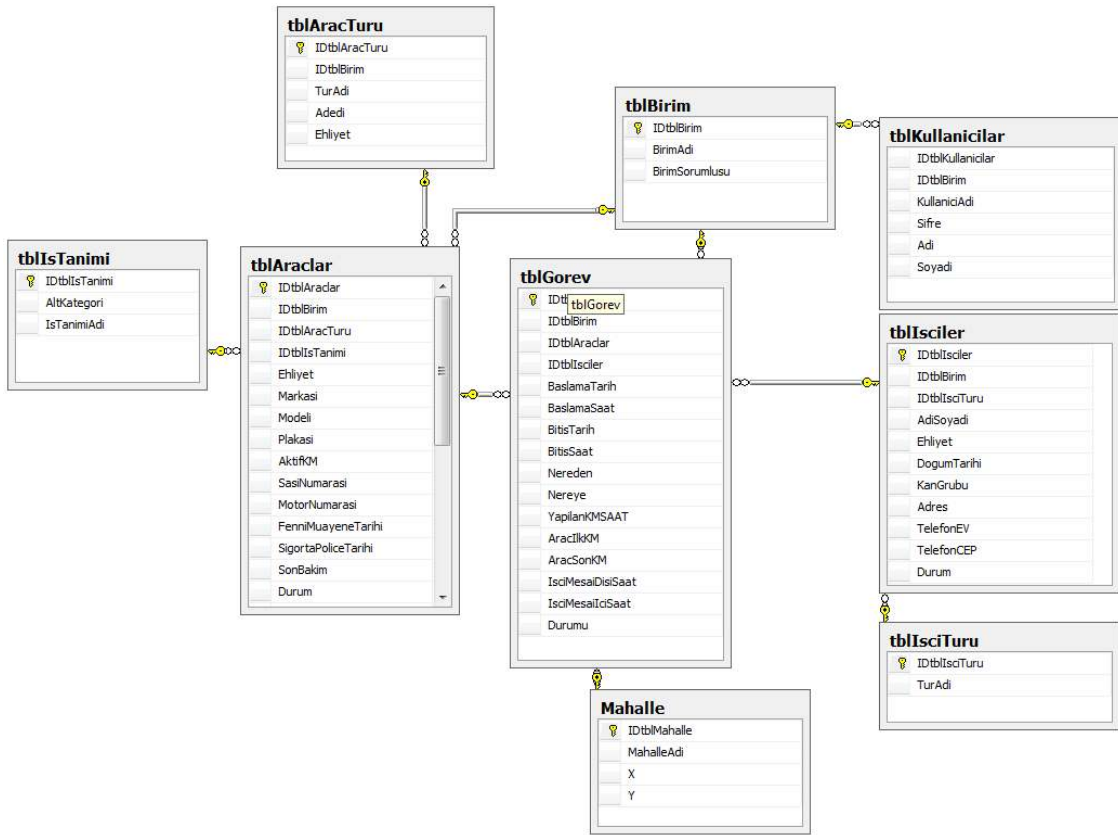 tblAracTuru
IDtblAracTuru
IDtblBirim
TurAdi
Adedi
Ehliyet
tblBirim
IDtblBirim
BirimAdi
BirimSorumlusu
tblKullanicilar
IDtblKullanicilar
IDtblBirim
KullaniciAdi
Sifre
Adi
Soyadi
tblIsTanimi
IDtblIsTanimi
AltKategori
IsTanimiAdi
tblAraclar
IDtblAraclar
IDtblBirim
IDtblAracTuru
IDtblIsTanimi
Ehliyet
Markasi
Modeli
Plakasi
AktifKM
SasiNumarasi
MotorNumarasi
FenniMuayeneTarihi
SigortaPoliceTarihi
SonBakim
Durum
tblGorev
tblGorev
IDtblBirim
IDtblAraclar
IDtblIsciler
BaslamaTarih
BaslamaSaat
BitisTarih
BitisSaat
Nereden
Nereye
YapilanKMSAAT
AracIlkKM
AracSonKM
IsciMesaiDisiSaat
IsciMesaiIciSaat
Durumu
tblIsciler
IDtblIsciler
IDtblBirim
IDtblIsciTuru
AdiSoyadi
Ehliyet
DogumTarihi
KanGrubu
Adres
TelefonEV
TelefonCEP
Durum
tblIsciTuru
IDtblIsciTuru
TurAdi
Mahalle
IDtblMahalle
MahalleAdi
X
Y